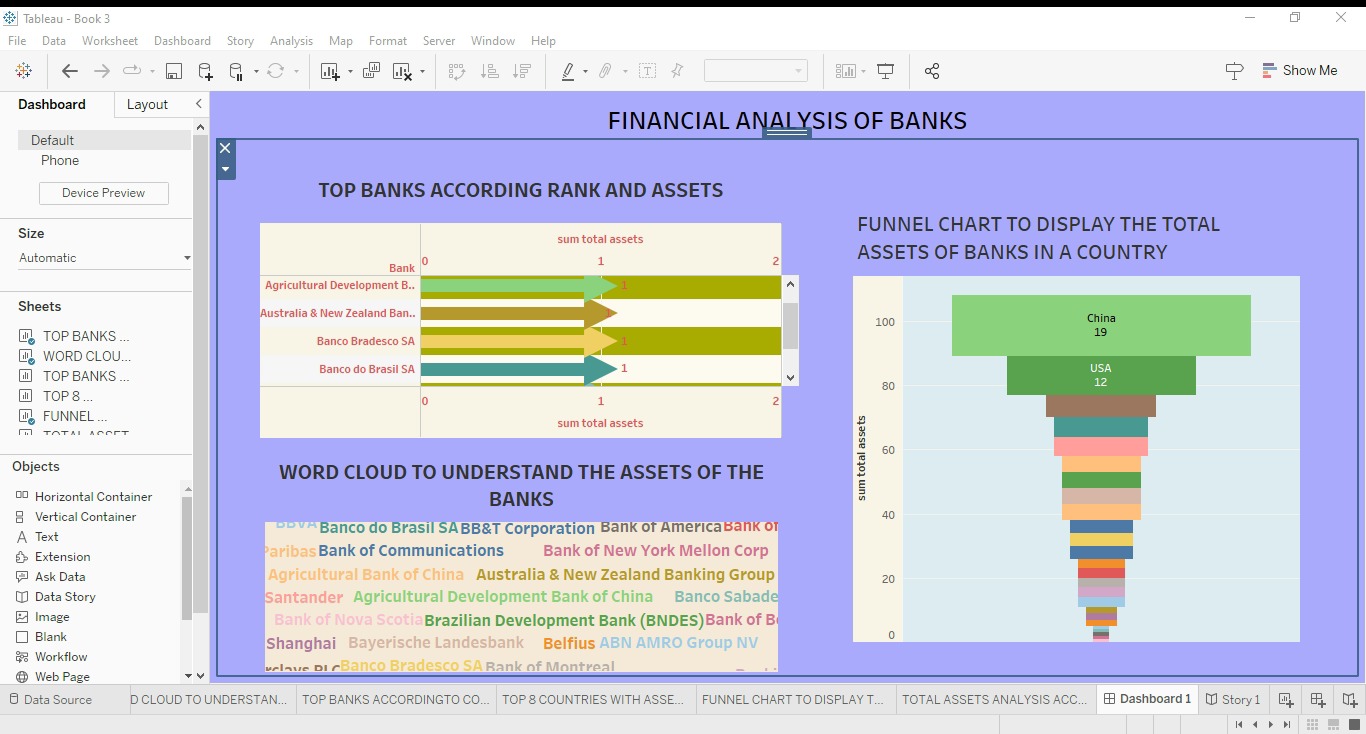 Tableau - Book 3
File Data Worksheet Dashboard Story Analysis Map Format Server Window Help
Show Me
Dashboard Layout
Default
Phone
Device Preview
Size
Automatic
Sheets
TOP BANKS ...
WORD CLOU...
TOP BANKS ...
TOP 8 ...
FUNNEL ...
Objects
Horizontal Container
Vertical Container
Text
Extension
Ask Data
Data Story
Image
Blank
Workflow
Web Page
FINANCIAL ANALYSIS OF BANKS
TOP BANKS ACCORDING RANK AND ASSETS
sum total assets
0 1 2
Bank
Agricultural Development B.. 1
Australia & New Zealand Ban.. 1
Banco Bradesco SA 1
Banco do Brasil SA 1
0 1 2
sum total assets
WORD CLOUD TO UNDERSTAND THE ASSETS OF THE
BANKS
BBVA Banco do Brasil SA BB&T Corporation Bank of America Bank of
Paribas Bank of Communications Bank of New York Mellon Corp
Agricultural Bank of China Australia & New Zealand Banking Group
Santander Agricultural Development Bank of China Banco Sabade
Bank of Nova Scotia Brazilian Development Bank (BNDES) Bank of Be
Shanghai Bayerische Landesbank Belfius ABN AMRO Group NV
rclays PLC Banco Bradesco SA Bank of Montreal
FUNNEL CHART TO DISPLAY THE TOTAL
ASSETS OF BANKS IN A COUNTRY
China
19
USA
12
100
80
60
40
20
0
sum total assets
Data Source D CLOUD TO UNDERSTAN... TOP BANKS ACCORDINGTO CO... TOP 8 COUNTRIES WITH ASSE... FUNNEL CHART TO DISPLAY T... TOTAL ASSETS ANALYSIS ACC... Dashboard 1 Story 1